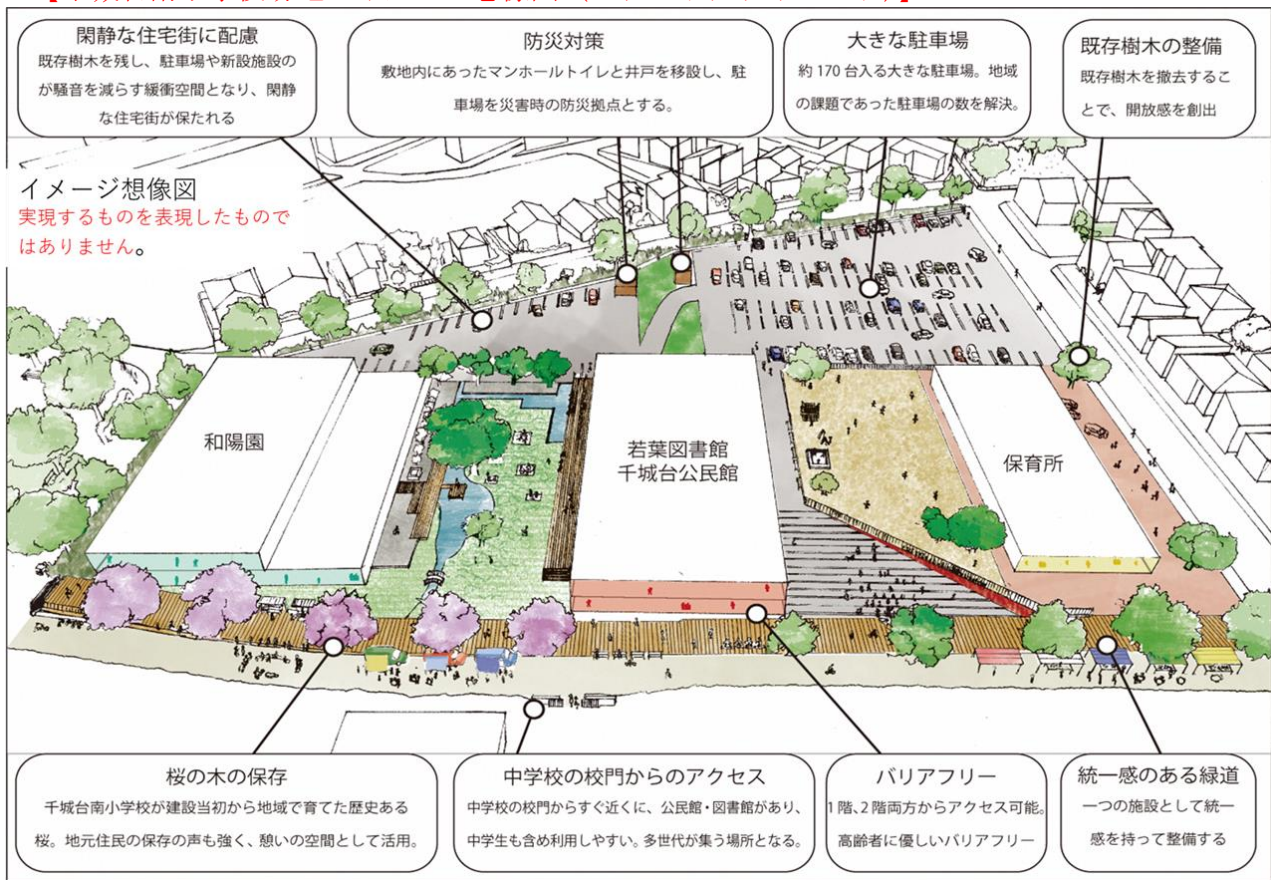 閑静な住宅街に配慮
既存樹木を残し、駐車場や新設施設の
が騒音を減らす緩衝空間となり、閑静
な住宅街が保たれる
防災対策
敷地内にあったマンホールトイレと井戸を移設し、駐
車場を災害時の防災拠点とする。
大きな駐車場
約170台入る大きな駐車場。地域
の課題であった駐車場の数を解決。
既存樹木の整備
既存樹木を撤去するこ
とで、開放感を創出
イメージ想像図
実現するものを表現したもので
はありません。
和陽園
若葉図書館
千城台公民館
保育所
桜の木の保存
千城台南小学校が建設当初から地域で育てた歴史ある
桜。地元住民の保存の声も強く、憩いの空間として活用。
中学校の校門からのアクセス
中学校の校門からすぐ近くに、公民館・図書館があり、
中学生も含め利用しやすい。多世代が集う場所となる。
バリアフリー
1階、2階両方からアクセス可能。
高齢者に優しいバリアフリー
統一感のある緑道
一つの施設として統一
感を持って整備する